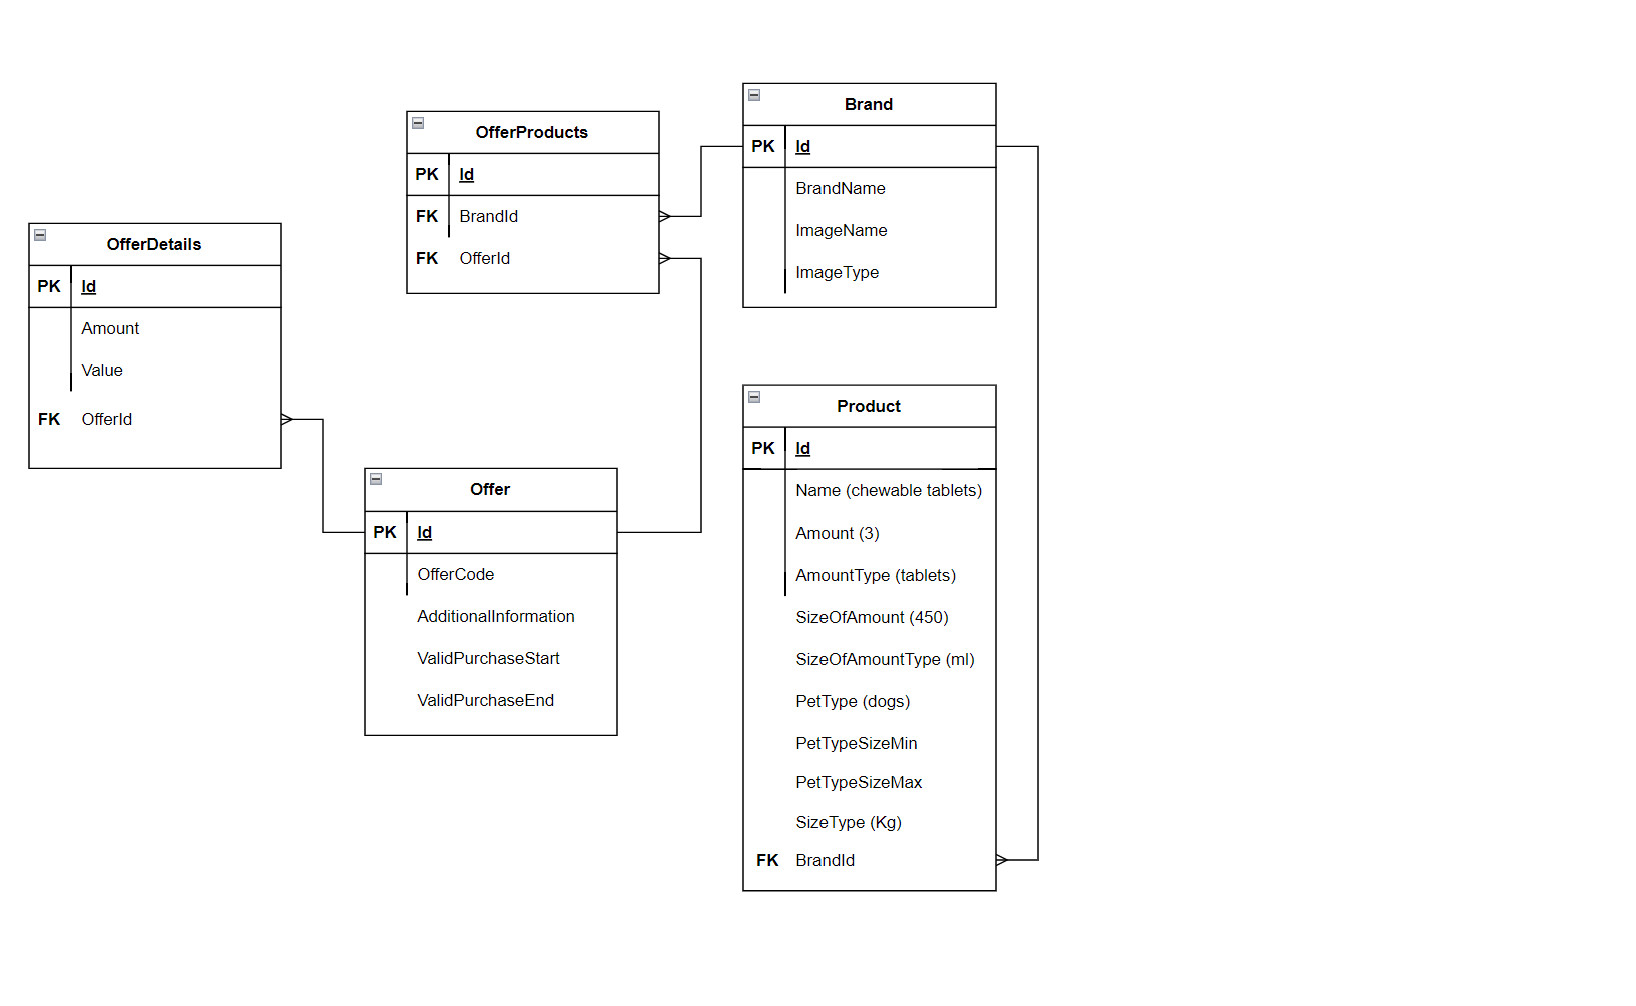 OfferDetails
PK Id
Amount
Value
FK OfferId
OfferProducts
PK Id
FK BrandId
FK OfferId
Offer
PK Id
OfferCode
AdditionalInformation
ValidPurchaseStart
ValidPurchaseEnd
Brand
PK Id
BrandName
ImageName
ImageType
Product
PK Id
Name (chewable tablets)
Amount (3)
AmountType (tablets)
SizeOfAmount (450)
SizeOfAmountType (ml)
PetType (dogs)
PetTypeSizeMin
PetTypeSizeMax
SizeType (Kg)
FK BrandId